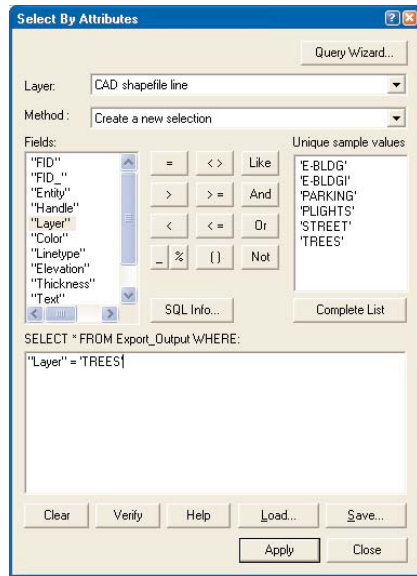 Select By Attributes
Query Wizard...
Layer: CAD shapefile line
Method : Create a new selection
Fields:
"FID"
"FID_"
"Entity"
"Handle"
"Layer"
"Color"
"Linetype"
"Elevation"
"Thickness"
"Text"
= < > Like
> > = And
< < = Or
_ % ( ) Not
SQL Info...
Unique sample values
'E-BLDG'
'E-BLDGI'
'PARKING'
'PLIGHTS'
'STREET'
'TREES'
Complete List
SELECT * FROM Export_Output WHERE:
"Layer" = 'TREES'
Clear Verify Help Load... Save...
Apply Close